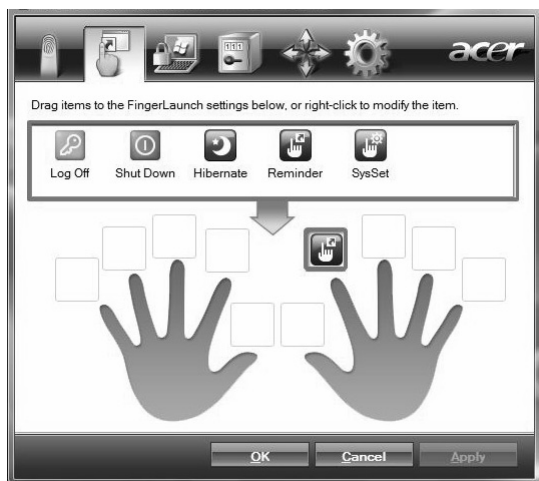 acer
Drag items to the FingerLaunch settings below, or right-click to modify the item.
Log Off Shut Down Hibernate Reminder SysSet
OK Cancel Apply